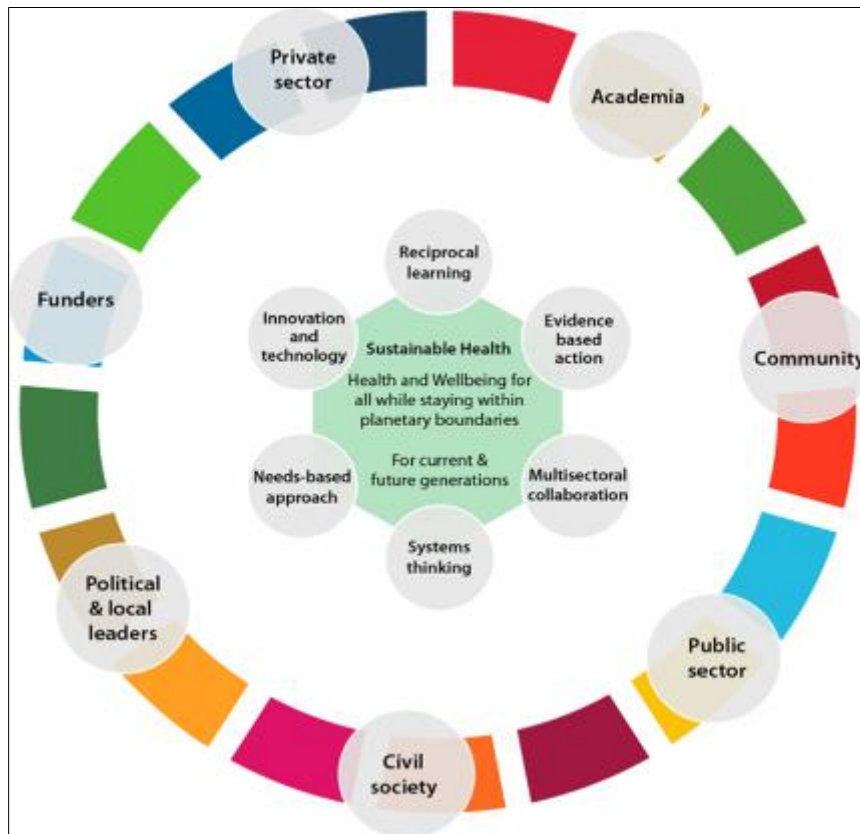 Private
sector
Academia
Funders
Community
Reciprocal
learning
Innovation
and
technology
Evidence
based
action
Sustainable Health
Health and Wellbeing for
all while staying within
planetary boundaries
For current &
future generations
Needs-based
approach
Multisectoral
collaboration
Systems
thinking
Political
& local
leaders
Public
sector
Civil
society